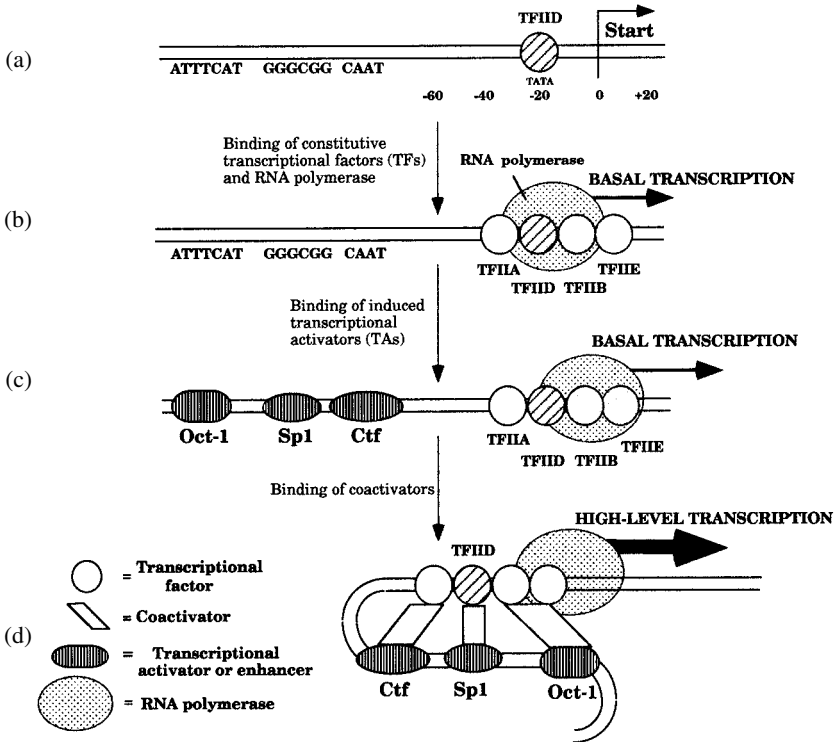 (a)
TFIID
Start
ATTTCAT GGGCGG CAAT
TATA
-60 -40 -20 0 +20
Binding of constitutive
transcriptional factors (TFs)
and RNA polymerase
RNA polymerase
BASAL TRANSCRIPTION
(b)
ATTTCAT GGGCGG CAAT
TFIIA TFIIE
TFIID TFIIB
Binding of induced
transcriptional
activators (TAs)
BASAL TRANSCRIPTION
(c)
Oct-1 Sp1 Ctf
TFIIA TFIIE
TFIID TFIIB
Binding of coactivators
HIGH-LEVEL TRANSCRIPTION
TFIID
= Transcriptional
factor
= Coactivator
(d)
= Transcriptional
activator or enhancer
= RNA polymerase
Ctf Sp1 Oct-1